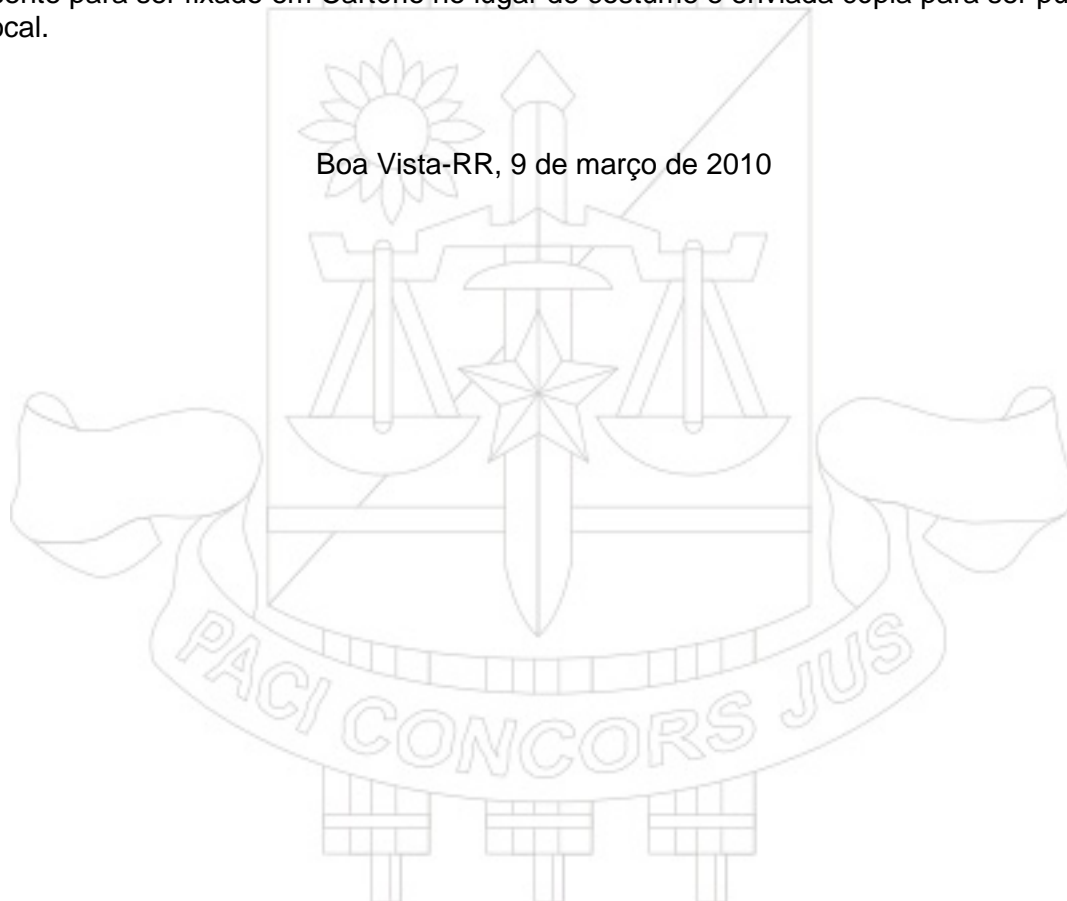 para ser fixado em Cartório no lugar de costume e enviada cópia para ser
ocal.
Boa Vista-RR, 9 de março de 2010
PACI CONCORS JUS